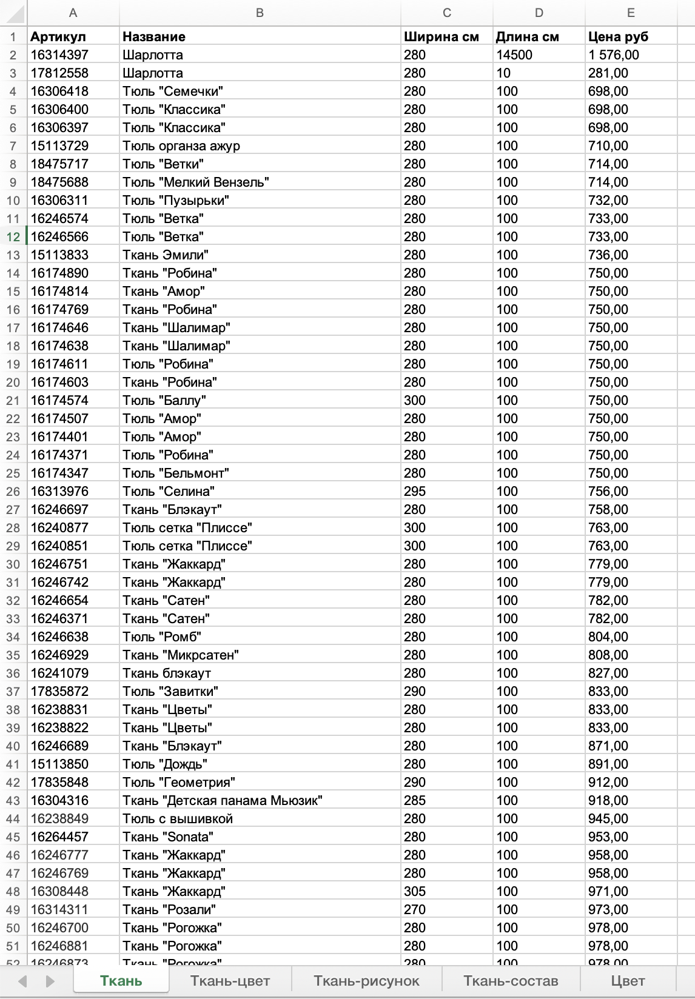 A B C D E
1 Артикул Название Ширина см Длина см Цена руб
2 16314397 Шарлотта 280 14500 1 576,00
3 17812558 Шарлотта 280 10 281,00
4 16306418 Тюль "Семечки" 280 100 698,00
5 16306400 Тюль "Классика" 280 100 698,00
6 16306397 Тюль "Классика" 280 100 698,00
7 15113729 Тюль органза ажур 280 100 710,00
8 18475717 Тюль "Ветки" 280 100 714,00
9 18475688 Тюль "Мелкий Вензель" 280 100 714,00
10 16306311 Тюль "Пузырьки" 280 100 732,00
11 16246574 Тюль "Ветка" 280 100 733,00
12 16246566 Тюль "Ветка" 280 100 733,00
13 15113833 Ткань Эмили" 280 100 736,00
14 16174890 Ткань "Робина" 280 100 750,00
15 16174814 Ткань "Амор" 280 100 750,00
16 16174769 Ткань "Робина" 280 100 750,00
17 16174646 Ткань "Шалимар" 280 100 750,00
18 16174638 Ткань "Шалимар" 280 100 750,00
19 16174611 Тюль "Робина" 280 100 750,00
20 16174603 Ткань "Робина" 280 100 750,00
21 16174574 Тюль "Баллу" 300 100 750,00
22 16174507 Тюль "Амор" 280 100 750,00
23 16174401 Тюль "Амор" 280 100 750,00
24 16174371 Тюль "Робина" 280 100 750,00
25 16174347 Тюль "Бельмонт" 280 100 750,00
26 16313976 Тюль "Селина" 295 100 756,00
27 16246697 Ткань "Блэкаут" 280 100 758,00
28 16240877 Тюль сетка "Плиссе" 300 100 763,00
29 16240851 Тюль сетка "Плиссе" 300 100 763,00
30 16246751 Ткань "Жаккард" 280 100 779,00
31 16246742 Ткань "Жаккард" 280 100 779,00
32 16246654 Ткань "Сатен" 280 100 782,00
33 16246371 Ткань "Сатен" 280 100 782,00
34 16246638 Тюль "Ромб" 280 100 804,00
35 16246929 Ткань "Микрсатен" 280 100 808,00
36 16241079 Ткань блэкаут 280 100 827,00
37 17835872 Тюль "Завитки" 290 100 833,00
38 16238831 Ткань "Цветы" 280 100 833,00
39 16238822 Ткань "Цветы" 280 100 833,00
40 16246689 Ткань "Блэкаут" 280 100 871,00
41 15113850 Тюль "Дождь" 280 100 891,00
42 17835848 Тюль "Геометрия" 290 100 912,00
43 16304316 Ткань "Детская панама Мьюзик" 285 100 918,00
44 16238849 Тюль с вышивкой 280 100 945,00
45 16264457 Ткань "Sonata" 280 100 953,00
46 16246777 Ткань "Жаккард" 280 100 958,00
47 16246769 Ткань "Жаккард" 280 100 958,00
48 16308448 Ткань "Жаккард" 305 100 971,00
49 16314311 Ткань "Розали" 270 100 973,00
50 16246700 Ткань "Рогожка" 280 100 978,00
51 16246881 Ткань "Рогожка" 280 100 978,00
52 16246873 Ткань "Рогожка" 280 100 978,00
Ткань Ткань-цвет Ткань-рисунок Ткань-состав Цвет